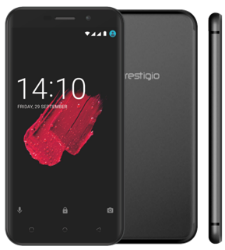 14:10
FRIDAY, 29 SEPTEMBER
restigio